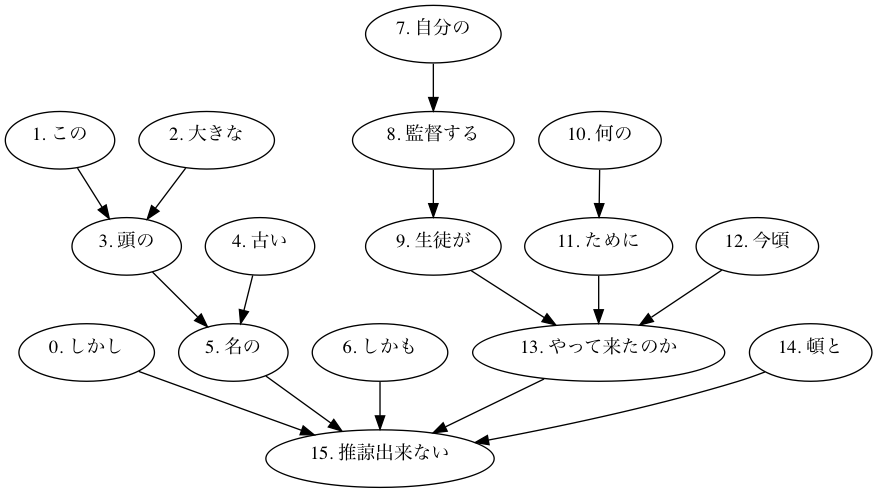 7. 自分の
1. この
2. 大きな
8. 監督する
10. 何の
3. 頭の
4. 古い
9. 生徒が
11. ために
12. 今頃
0. しかし
5. 名の
6. しかも
13. やって来たのか
14. 頓と
15. 推諒出来ない